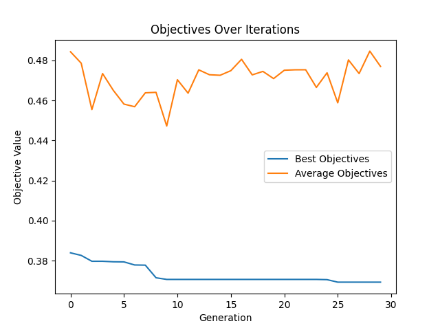 Objectives Over Iterations
Objective Value
0.48
0.46
0.44
0.42
0.40
0.38
Best Objectives
Average Objectives
0 5 10 15 20 25 30
Generation